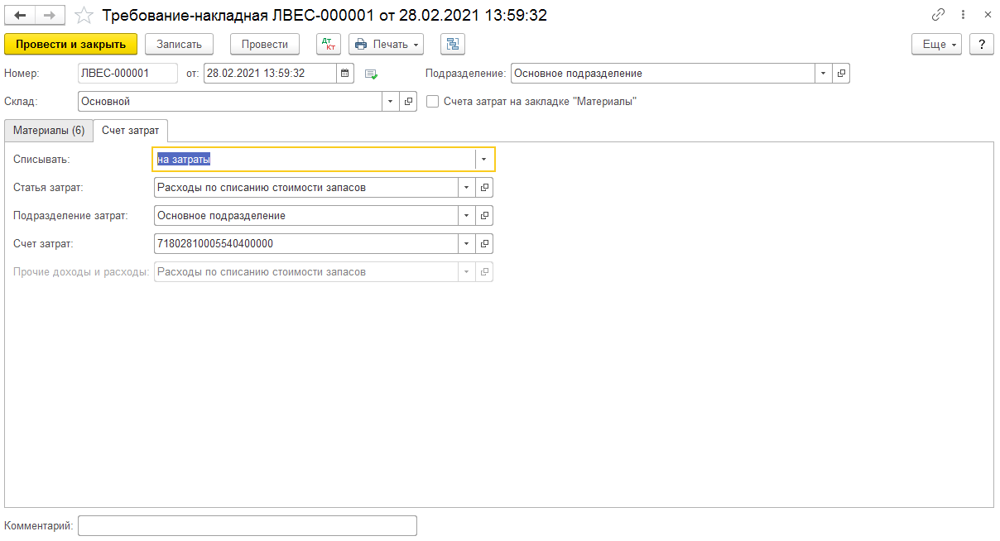 Требование-накладная ЛВЕС-000001 от 28.02.2021 13:59:32
Провести и закрыть Записать Провести Дт Кт Печать Еще ?
Номер: ЛВЕС-000001 от: 28.02.2021 13:59:32 Подразделение: Основное подразделение
Склад: Основной Счета затрат на закладке "Материалы"
Материалы (6) Счет затрат
Списывать: на затраты
Статья затрат: Расходы по списанию стоимости запасов
Подразделение затрат: Основное подразделение
Счет затрат: 71802810005540400000
Прочие доходы и расходы: Расходы по списанию стоимости запасов
Комментарий: